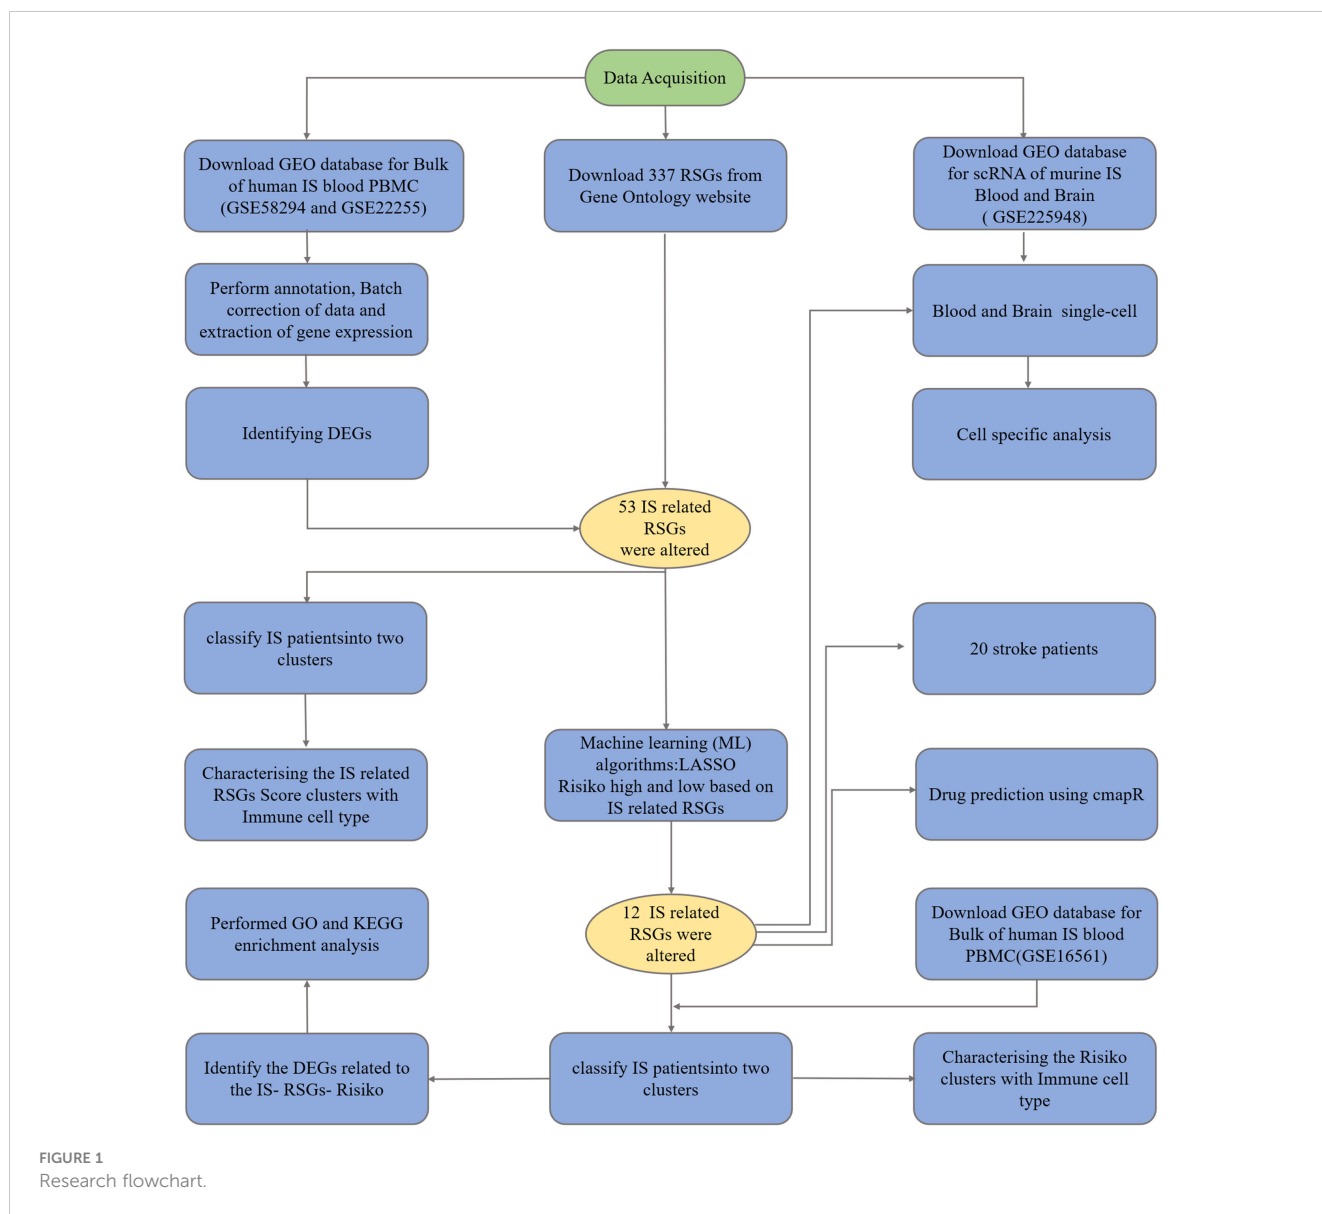 Data Acquisition
Download GEO database for Bulk
of human IS blood PBMC
(GSE58294 and GSE22255)
Download 337 RSGs from
Gene Ontology website
Download GEO database
for scRNA of murine IS
Blood and Brain
( GSE225948)
Perform annotation, Batch
correction of data and
extraction of gene expression
Blood and Brain single-cell
Identifying DEGs
Cell specific analysis
53 IS related
RSGs
were altered
classify IS patientsinto two
clusters
20 stroke patients
Characterising the IS related
RSGs Score clusters with
Immune cell type
Machine learning (ML)
algorithms:LASSO
Risiko high and low based on
IS related RSGs
Drug prediction using cmapR
Performed GO and KEGG
enrichment analysis
12 IS related
RSGs were
altered
Download GEO database for
Bulk of human IS blood
PBMC(GSE16561)
Identify the DEGs related to
the IS- RSGs- Risiko
classify IS patientsinto two
clusters
Characterising the Risiko
clusters with Immune cell
type
FIGURE 1
Research flowchart.